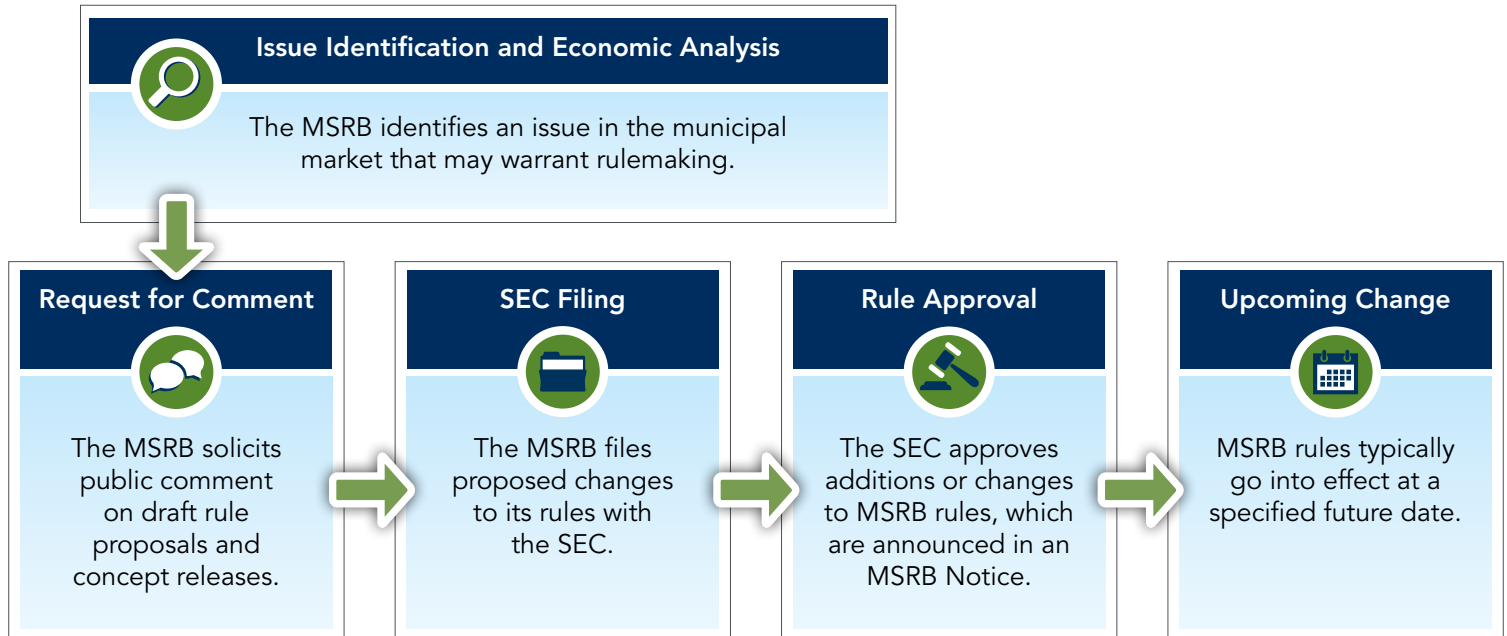 Issue Identification and Economic Analysis
The MSRB identifies an issue in the municipal
market that may warrant rulemaking.
Request for Comment
The MSRB solicits
public comment
on draft rule
proposals and
concept releases.
SEC Filing
The MSRB files
proposed changes
to its rules with
the SEC.
Rule Approval
The SEC approves
additions or changes
to MSRB rules, which
are announced in an
MSRB Notice.
Upcoming Change
MSRB rules typically
go into effect at a
specified future date.